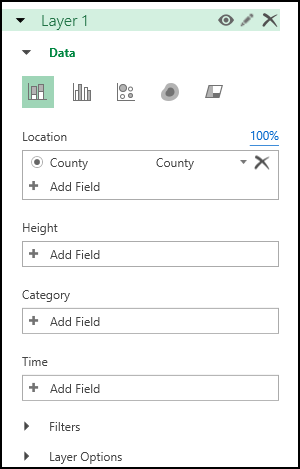 Layer 1
Data
Location 100%
County County
Add Field
Height
Add Field
Category
Add Field
Time
Add Field
Filters
Layer Options